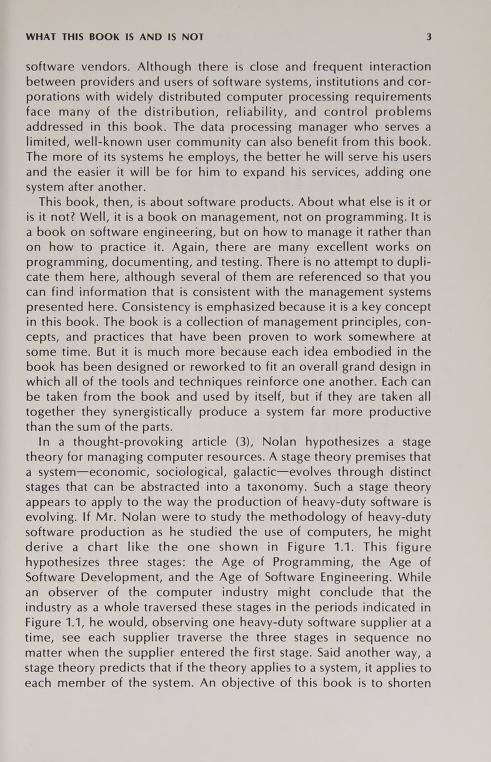 WHAT THIS BOOK IS AND IS NOT 3
software vendors. Although there is close and frequent interaction
between providers and users of software systems, institutions and cor-
porations with widely distributed computer processing requirements
face many of the distribution, reliability, and control problems
addressed in this book. The data processing manager who serves a
limited, well-known user community can also benefit from this book.
The more of its systems he employs, the better he will serve his users
and the easier it will be for him to expand his services, adding one
system after another.
This book, then, is about software products. About what else is it or
is it not? Well, it is a book on management, not on programming. It is
a book on software engineering, but on how to manage it rather than
on how to practice it. Again, there are many excellent works on
programming, documenting, and testing. There is no attempt to dupli-
cate them here, although several of them are referenced so that you
can find information that is consistent with the management systems
presented here. Consistency is emphasized because it is a key concept
in this book. The book is a collection of management principles, con-
cepts, and practices that have been proven to work somewhere at
some time. But it is much more because each idea embodied in the
book has been designed or reworked to fit an overall grand design in
which all of the tools and techniques reinforce one another. Each can
be taken from the book and used by itself, but if they are taken all
together they synergistically produce a system far more productive
than the sum of the parts.
In a thought-provoking article (3), Nolan hypothesizes a stage
theory for managing computer resources. A stage theory premises that
a system—economic, sociological, galactic—evolves through distinct
stages that can be abstracted into a taxonomy. Such a stage theory
appears to apply to the way the production of heavy-duty software is
evolving. If Mr. Nolan were to study the methodology of heavy-duty
software production as he studied the use of computers, he might
derive a chart like the one shown in Figure 1.1. This figure
hypothesizes three stages: the Age of Programming, the Age of
Software Development, and the Age of Software Engineering. While
an observer of the computer industry might conclude that the
industry as a whole traversed these stages in the periods indicated in
Figure 1.1, he would, observing one heavy-duty software supplier at a
time, see each supplier traverse the three stages in sequence no
matter when the supplier entered the first stage. Said another way, a
stage theory predicts that if the theory applies to a system, it applies to
each member of the system. An objective of this book is to shorten